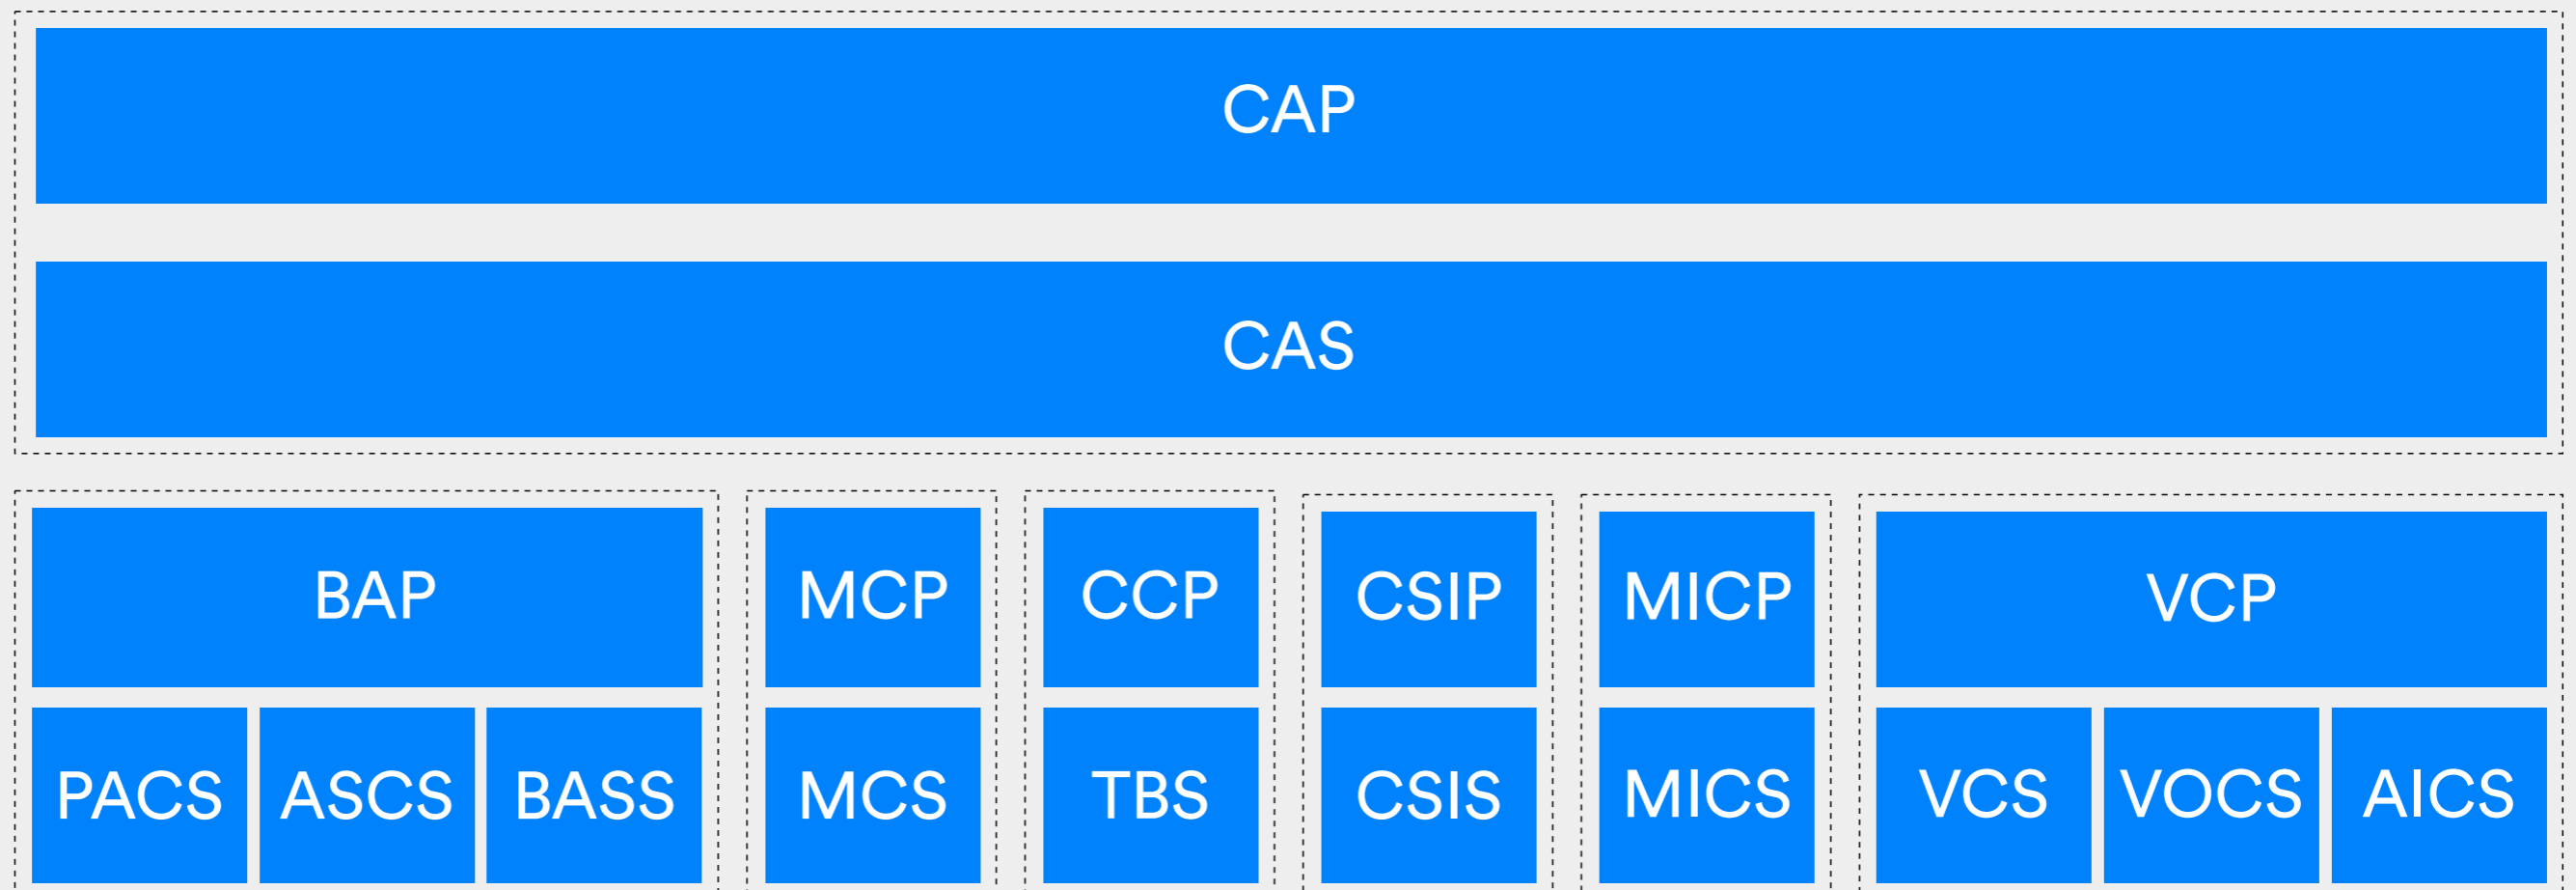 CAP
CAS
BAP MCP CCP CSIP MICP VCP
PACS ASCS BASS MCS TBS CSIS MICS VCS VOCS AICS